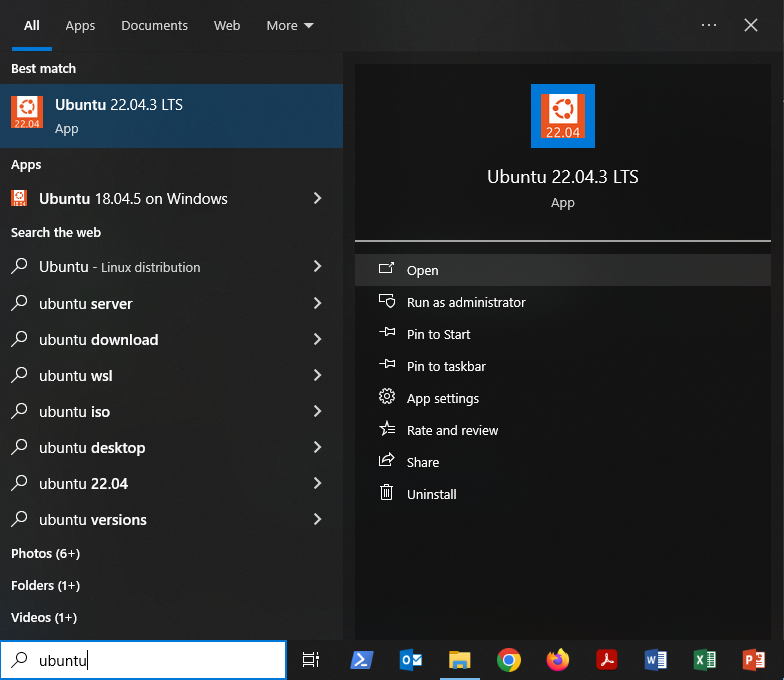 All Apps Documents Web More ...
Best match
Ubuntu 22.04.3 LTS
App
22.04
Apps
Ubuntu 18.04.5 on Windows
18.04
Search the web
Ubuntu - Linux distribution
ubuntu server
ubuntu download
ubuntu wsl
ubuntu iso
ubuntu desktop
ubuntu 22.04
ubuntu versions
Photos (6+)
Folders (1+)
Videos (1+)
22.04
Ubuntu 22.04.3 LTS
App
Open
Run as administrator
Pin to Start
Pin to taskbar
App settings
Rate and review
Share
Uninstall
ubuntu